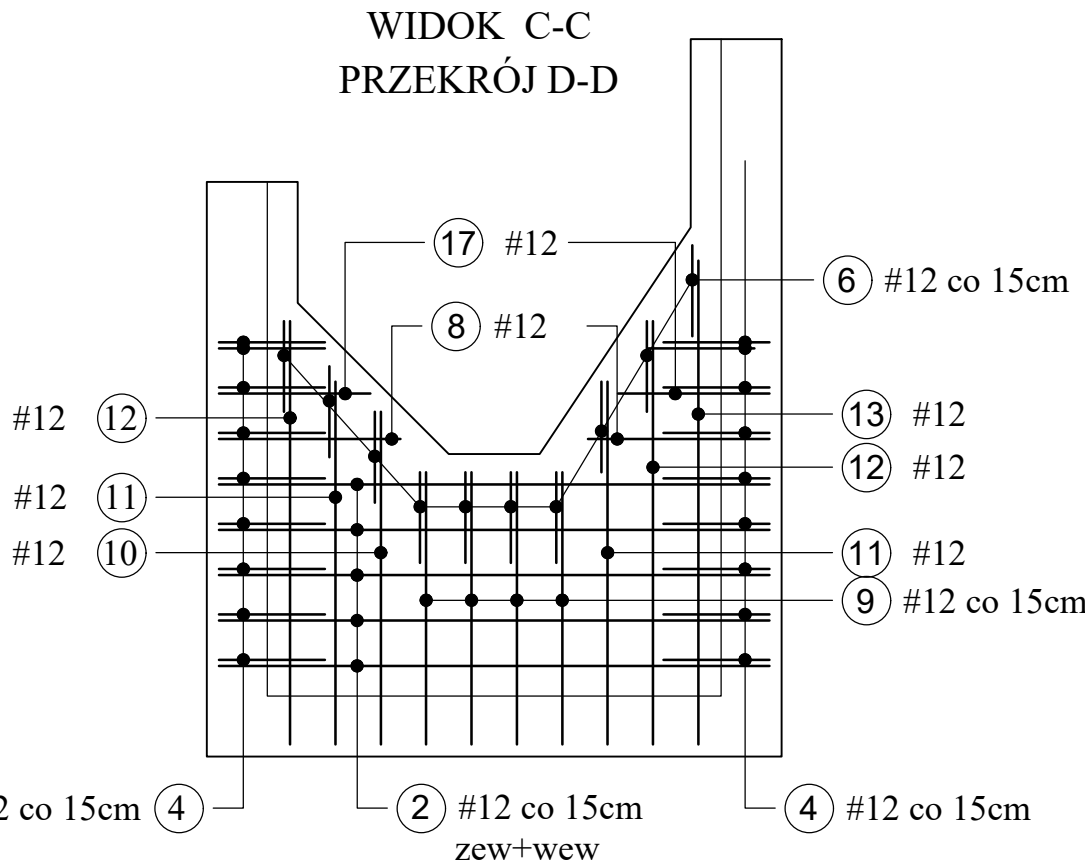 WIDOK C-C
PRZEKRÓJ D-D
17 #12
6 #12 co 15cm
8 #12
#12 12
13 #12
12 #12
#12 11
#12 10
11 #12
9 #12 co 15cm
2 co 15cm 4
2 #12 co 15cm
zew+wew
4 #12 co 15cm